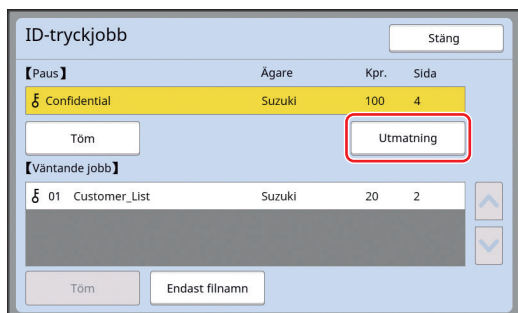 ID-tryckjobb Stäng
【Paus】 Ägare Kpr. Sida
Confidential Suzuki 100 4
Töm Utmatning
【Väntande jobb】
01 Customer_List Suzuki 20 2
Töm Endast filnamn